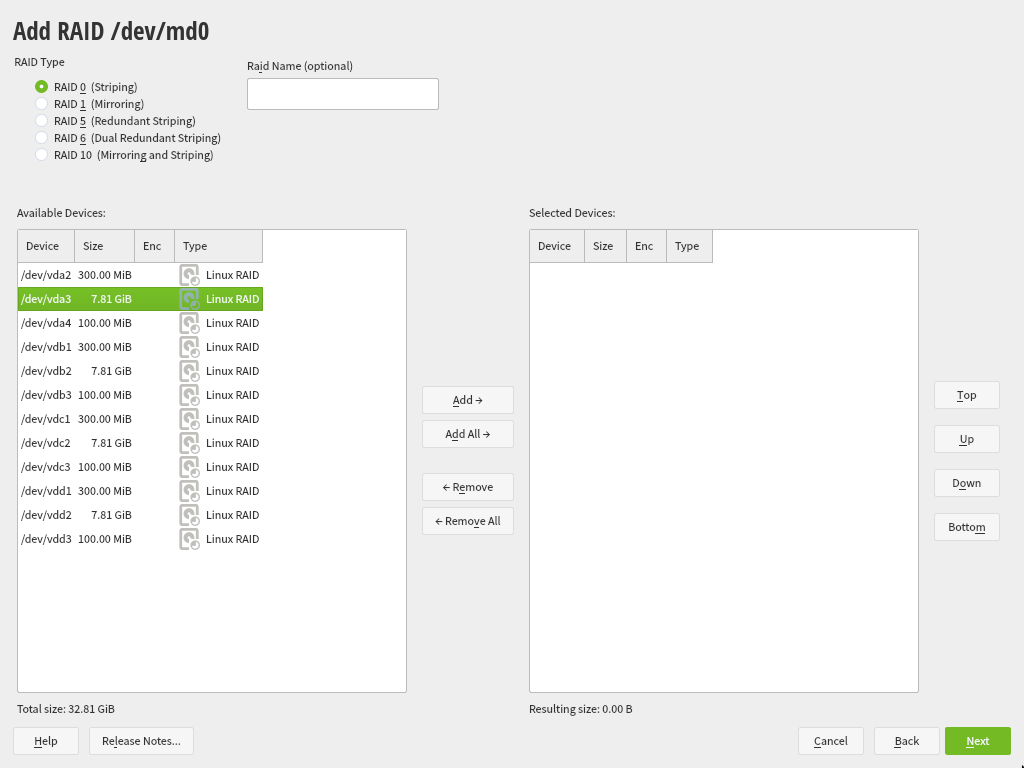 Add RAID /dev/md0
RAID Type
Raid Name (optional)
RAID 0 (Striping)
RAID 1 (Mirroring)
RAID 5 (Redundant Striping)
RAID 6 (Dual Redundant Striping)
RAID 10 (Mirroring and Striping)
Available Devices:
Device Size Enc Type
/dev/vda2 300.00 MiB Linux RAID
/dev/vda3 7.81 GiB Linux RAID
/dev/vda4 100.00 MiB Linux RAID
/dev/vdb1 300.00 MiB Linux RAID
/dev/vdb2 7.81 GiB Linux RAID
/dev/vdb3 100.00 MiB Linux RAID
/dev/vdc1 300.00 MiB Linux RAID
/dev/vdc2 7.81 GiB Linux RAID
/dev/vdc3 100.00 MiB Linux RAID
/dev/vdd1 300.00 MiB Linux RAID
/dev/vdd2 7.81 GiB Linux RAID
/dev/vdd3 100.00 MiB Linux RAID
Total size: 32.81 GiB
Add →
Add All →
← Remove
← Remove All
Selected Devices:
Device Size Enc Type
Resulting size: 0.00 B
Top
Up
Down
Bottom
Help
Release Notes...
Cancel
Back
Next